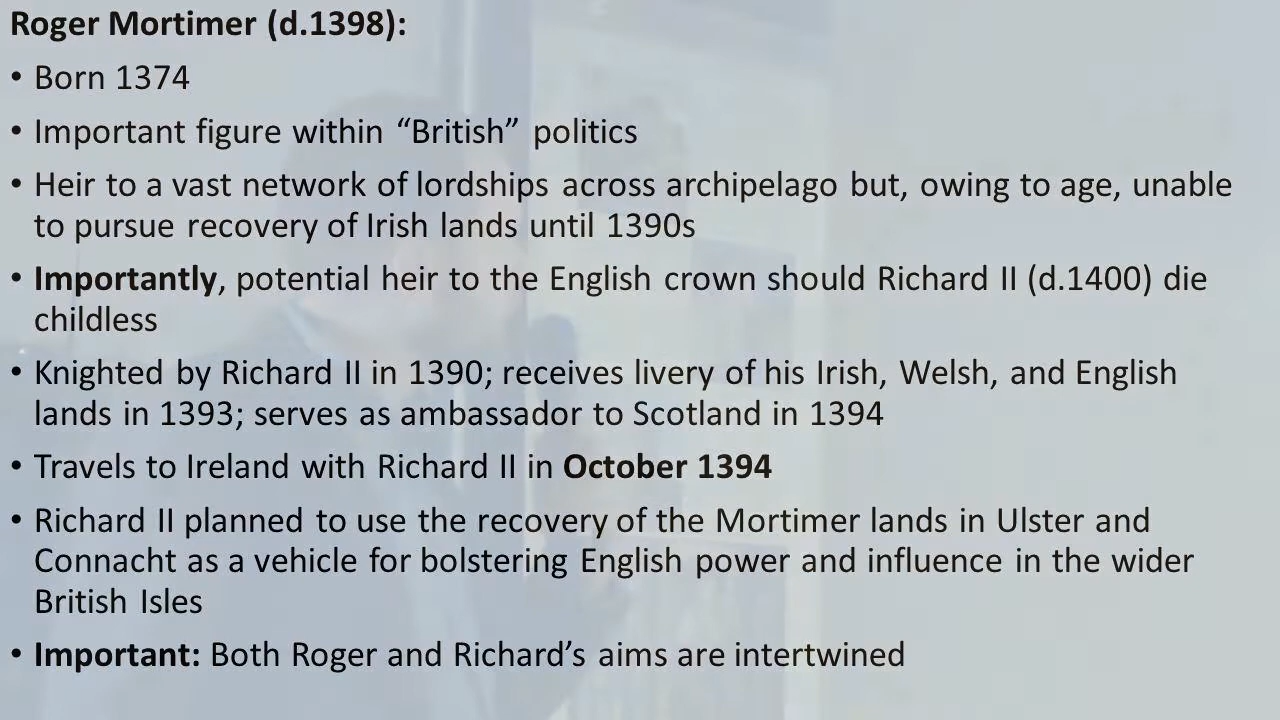 Roger Mortimer (d.1398):
• Born 1374
• Important figure within “British” politics
• Heir to a vast network of lordships across archipelago but, owing to age, unable
to pursue recovery of Irish lands until 1390s
• Importantly, potential heir to the English crown should Richard II (d.1400) die
childless
• Knighted by Richard II in 1390; receives livery of his Irish, Welsh, and English
lands in 1393; serves as ambassador to Scotland in 1394
• Travels to Ireland with Richard II in October 1394
• Richard II planned to use the recovery of the Mortimer lands in Ulster and
Connacht as a vehicle for bolstering English power and influence in the wider
British Isles
• Important: Both Roger and Richard’s aims are intertwined